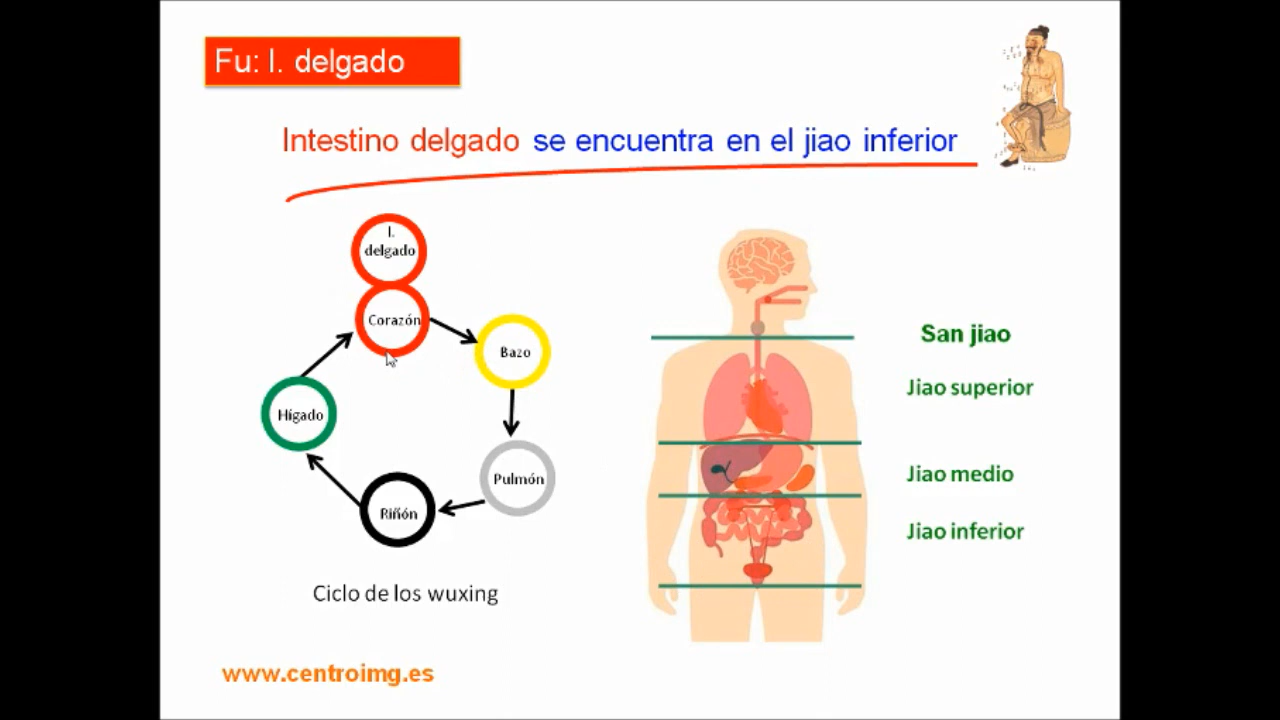 Fu: I. delgado
Intestino delgado se encuentra en el jiao inferior
I.
delgado
Corazón
Bazo
Hígado
Pulmón
Riñón
Ciclo de los wuxing
San jiao
Jiao superior
Jiao medio
Jiao inferior
www.centroimg.es